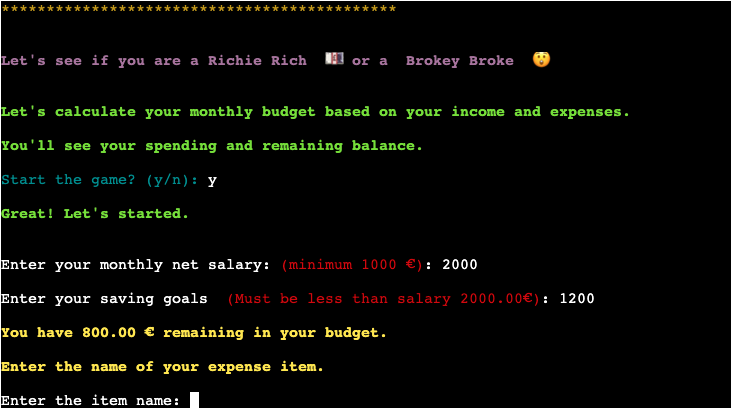 ********************************************
Let's see if you are a Richie Rich 💵 or a Brokey Broke 😲
Let's calculate your monthly budget based on your income and expenses.
You'll see your spending and remaining balance.
Start the game? (y/n): y
Great! Let's started.
Enter your monthly net salary: (minimum 1000 €): 2000
Enter your saving goals (Must be less than salary 2000.00€): 1200
You have 800.00 € remaining in your budget.
Enter the name of your expense item.
Enter the item name: